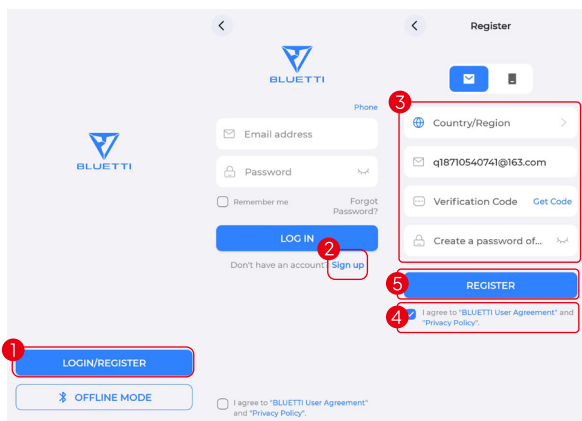 BLUETTI
1
LOGIN/REGISTER
OFFLINE MODE
BLUETTI
Phone
Email address
Password
Remember me
Forgot
Password?
LOG IN
2
Don't have an account? Sign up
I agree to "BLUETTI User Agreement"
and "Privacy Policy".
Register
3
Country/Region
q18710540741@163.com
Verification Code Get Code
Create a password of...
5
REGISTER
4
I agree to "BLUETTI User Agreement" and
"Privacy Policy".